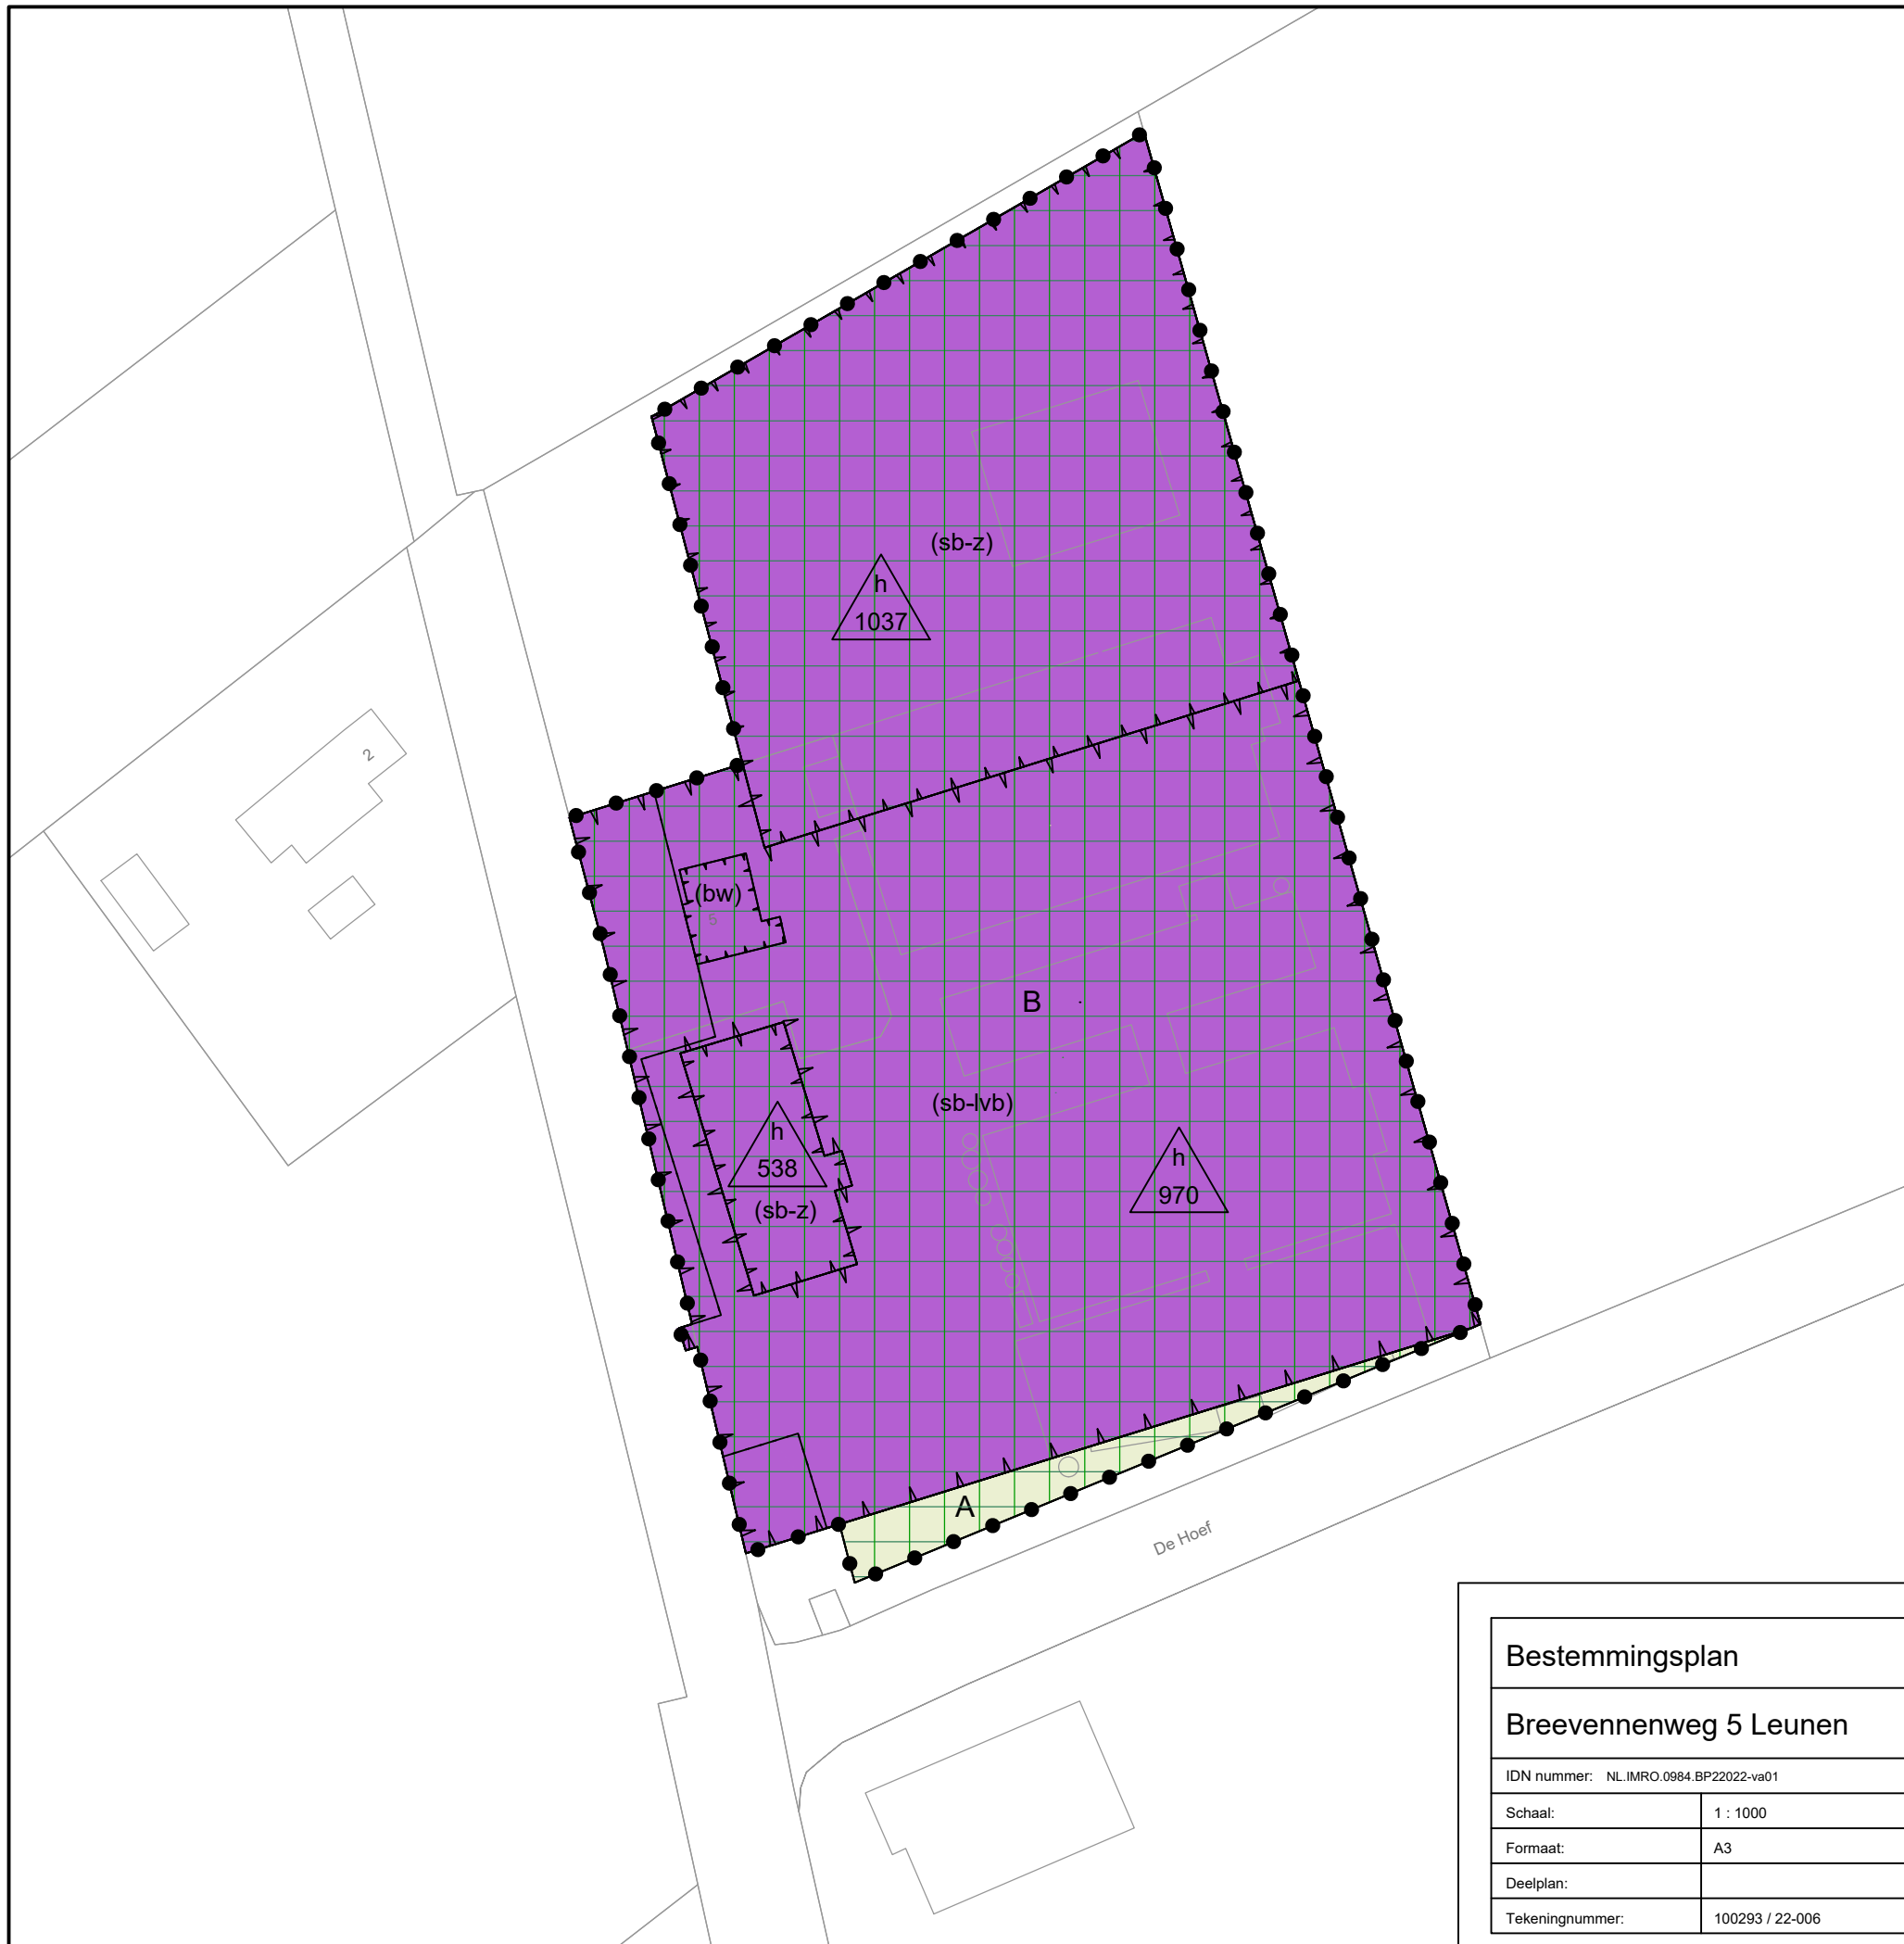 (sb-z)
h
1037
2
(bw)
5
B
(sb-lvb)
h
538
(sb-z)
h
970
A
De Hoef
Bestemmingsplan
Breevennenweg 5 Leunen
IDN nummer: NL.IMRO.0984.BP22022-va01
Schaal: 1 : 1000
Formaat: A3
Deelplan:
Tekeningnummer: 100293 / 22-006